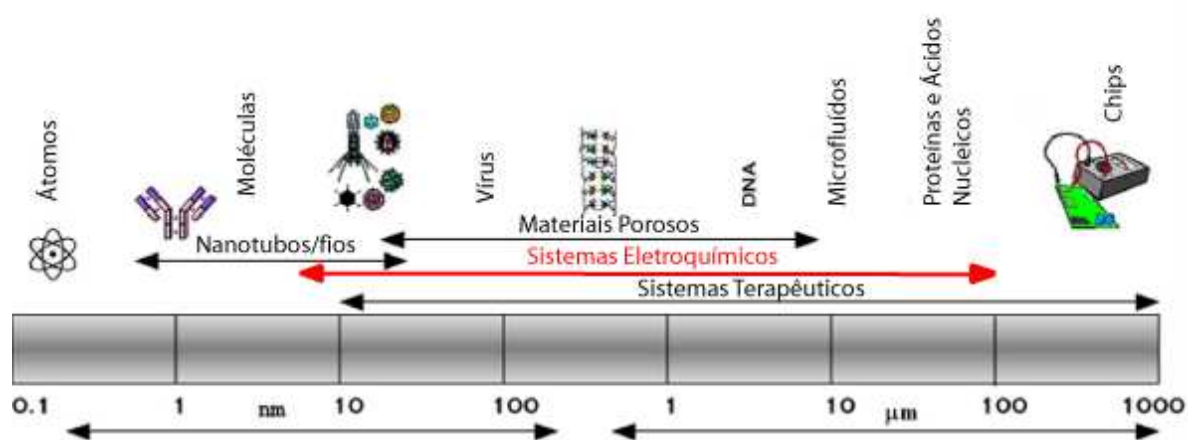 Átomos
Moléculas
Vírus
DNA
Microfluídos
Proteínas e Ácidos
Nucleicos
Chips
Materiais Porosos
Nanotubos/fios
Sistemas Eletroquímicos
Sistemas Terapêuticos
0.1 1 nm 10 100 1 10 μm 100 1000